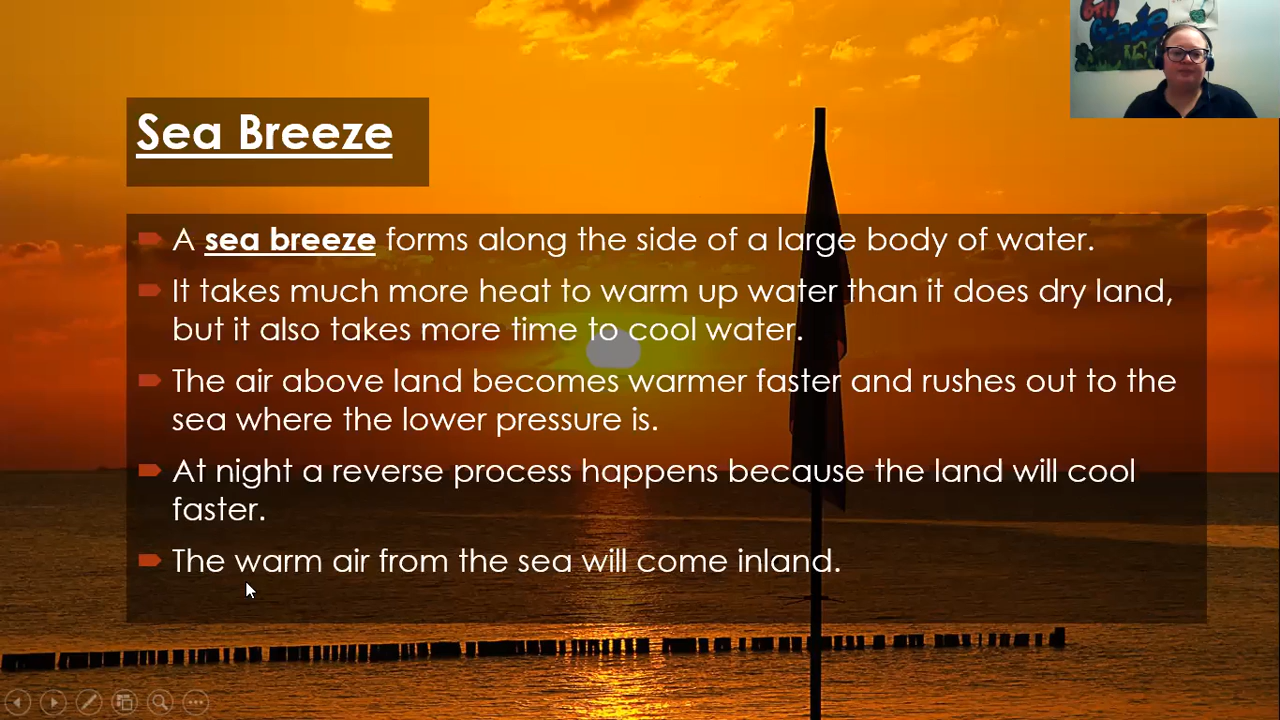 Sea Breeze
A sea breeze forms along the side of a large body of water.
It takes much more heat to warm up water than it does dry land,
but it also takes more time to cool water.
The air above land becomes warmer faster and rushes out to the
sea where the lower pressure is.
At night a reverse process happens because the land will cool
faster.
The warm air from the sea will come inland.